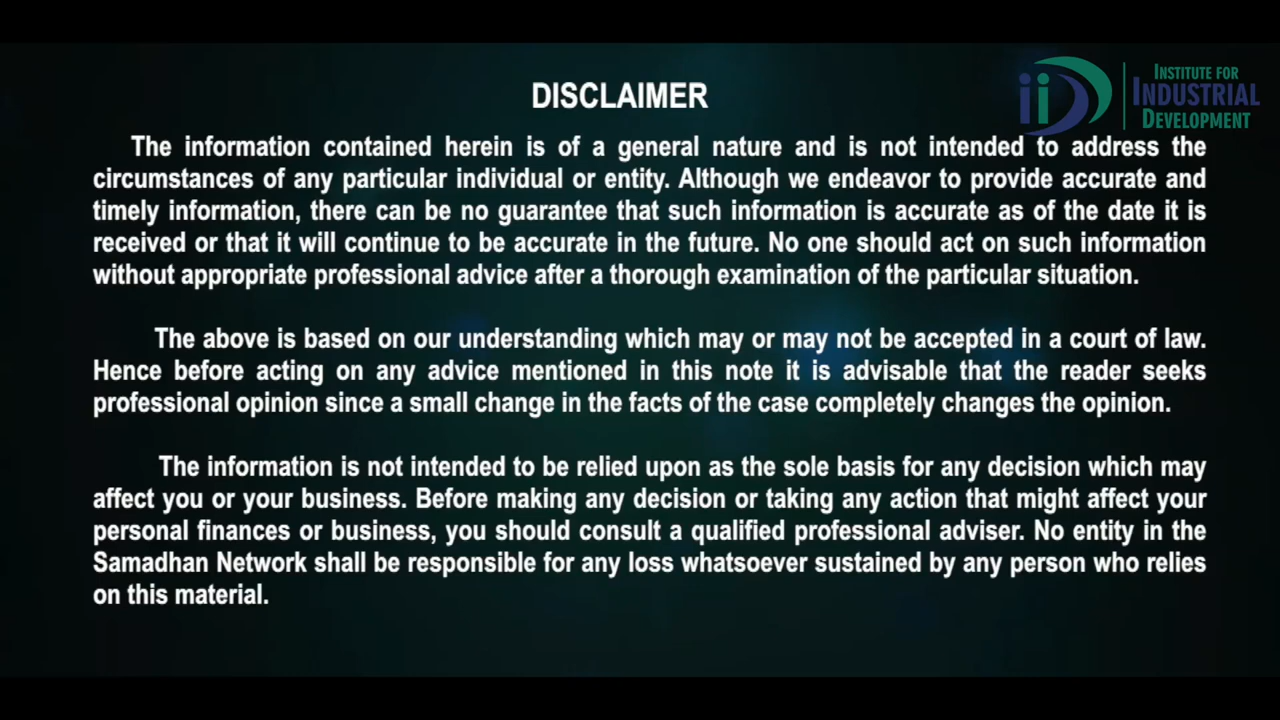 INSTITUTE FOR
INDUSTRIAL
DEVELOPMENT
DISCLAIMER
The information contained herein is of a general nature and is not intended to address the
circumstances of any particular individual or entity. Although we endeavor to provide accurate and
timely information, there can be no guarantee that such information is accurate as of the date it is
received or that it will continue to be accurate in the future. No one should act on such information
without appropriate professional advice after a thorough examination of the particular situation.
The above is based on our understanding which may or may not be accepted in a court of law.
Hence before acting on any advice mentioned in this note it is advisable that the reader seeks
professional opinion since a small change in the facts of the case completely changes the opinion.
The information is not intended to be relied upon as the sole basis for any decision which may
affect you or your business. Before making any decision or taking any action that might affect your
personal finances or business, you should consult a qualified professional adviser. No entity in the
Samadhan Network shall be responsible for any loss whatsoever sustained by any person who relies
on this material.